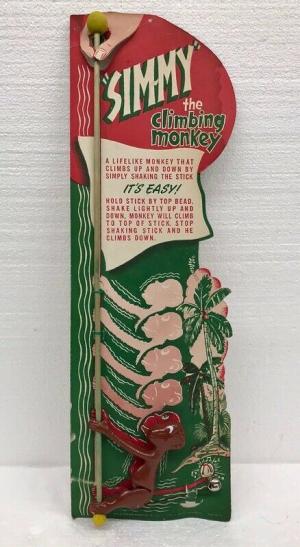 "SIMMY"
the
climbing
monkey
A LIFELIKE MONKEY THAT
CLIMBS UP AND DOWN BY
SIMPLY SHAKING THE STICK
IT'S EASY!
HOLD STICK BY TOP BEAD.
SHAKE LIGHTLY UP AND
DOWN, MONKEY WILL CLIMB
TO TOP OF STICK. STOP
SHAKING STICK AND HE
CLIMBS DOWN.